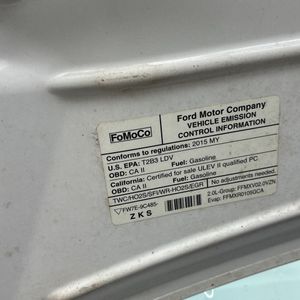 FoMoCo
Ford Motor Company
VEHICLE EMISSION
CONTROL INFORMATION
Conforms to regulations: 2015 MY
U.S. EPA: T2B3 LDV
OBD: CA II Fuel: Gasoline
California: Certified for sale ULEV II qualified PC
OBD: CA II Fuel: Gasoline
TWC/HO2S/SFI/WR-HO2S/EGR No adjustments needed.
FW7E-9C485-
ZKS
2.0L-Group: FFMXV02.0VZN
Evap: FFMXR0105GCA